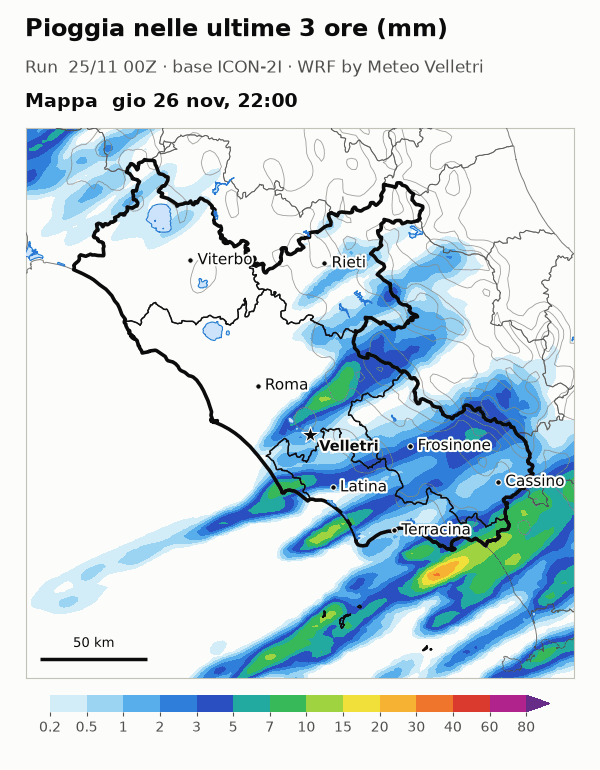 Pioggia nelle ultime 3 ore (mm)
Run  25/11 00Z · base ICON-2I · WRF by Meteo Velletri
Mappa  gio 26 nov, 22:00
Viterbo
Rieti
Roma
Velletri
Frosinone
Latina
Cassino
Terracina
50 km
0.2 0.5 1 2 3 5 7 10 15 20 30 40 60 80